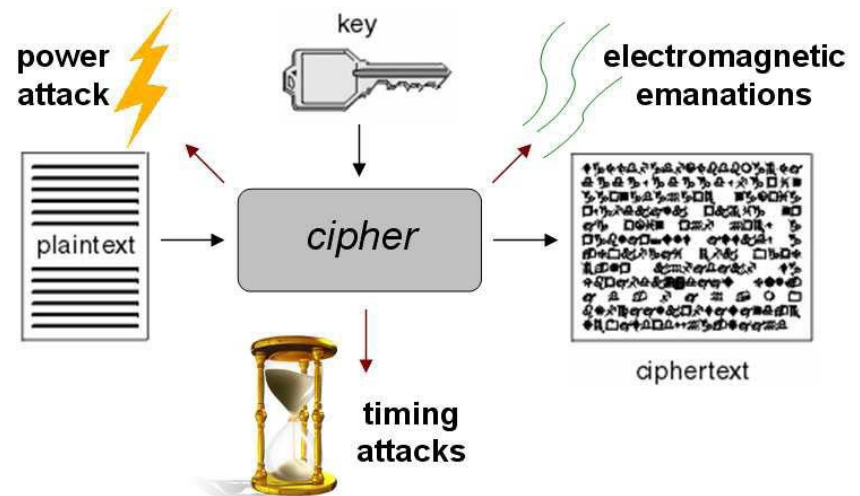 key
power
attack
electromagnetic
emanations
plaintext
cipher
ciphertext
timing
attacks